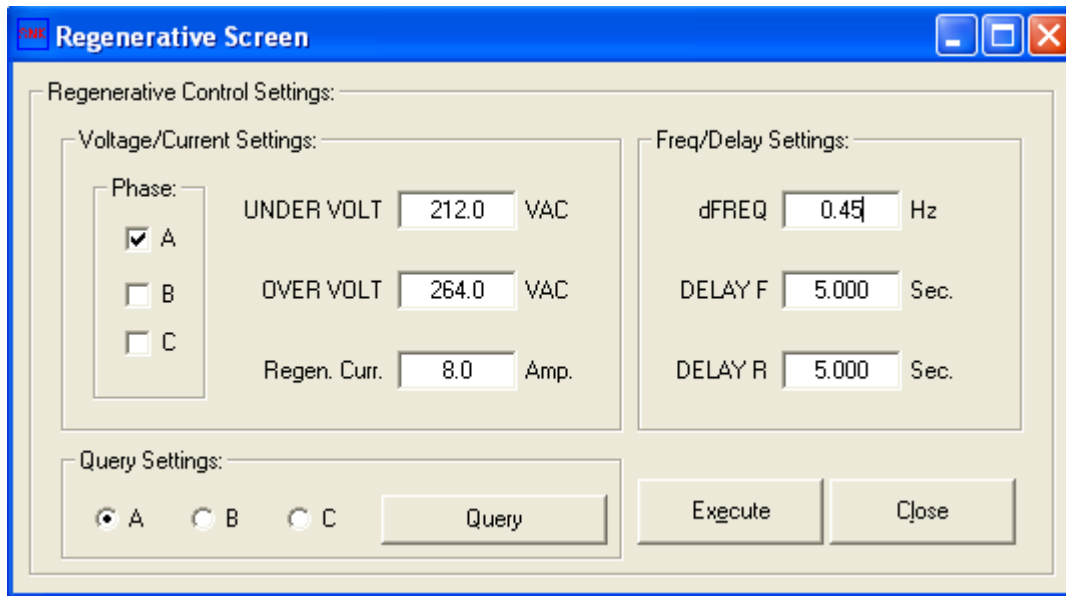 Regenerative Screen
Regenerative Control Settings:
Voltage/Current Settings:
Phase:
A
B
C
UNDER VOLT 212.0 VAC
OVER VOLT 264.0 VAC
Regen. Curr. 8.0 Amp.
Freq/Delay Settings:
dFREQ 0.45 Hz
DELAY F 5.000 Sec.
DELAY R 5.000 Sec.
Query Settings:
A B C Query
Execute Close